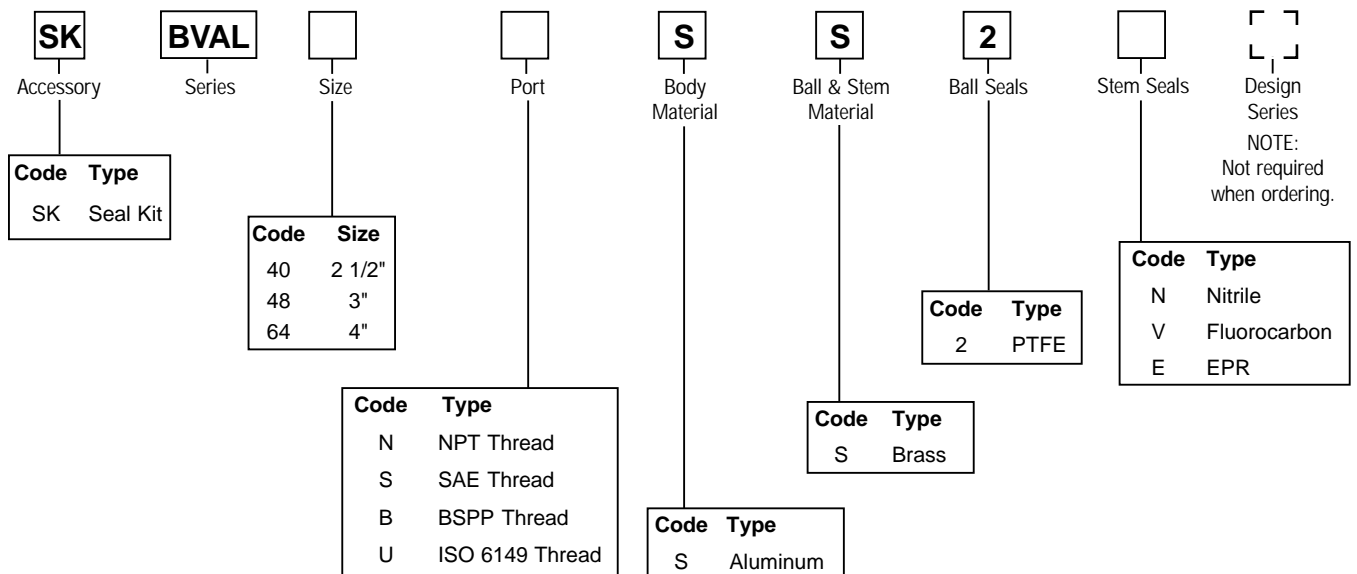 SK BVAL S S 2
Accessory Series Size Port Body Material Ball & Stem Material Ball Seals Stem Seals Design Series
NOTE:
Not required
when ordering.
Code Type
SK Seal Kit
Code Size
40 2 1/2"
48 3"
64 4"
Code Type
N NPT Thread
S SAE Thread
B BSPP Thread
U ISO 6149 Thread
Code Type
S Aluminum
Code Type
S Brass
Code Type
2 PTFE
Code Type
N Nitrile
V Fluorocarbon
E EPR